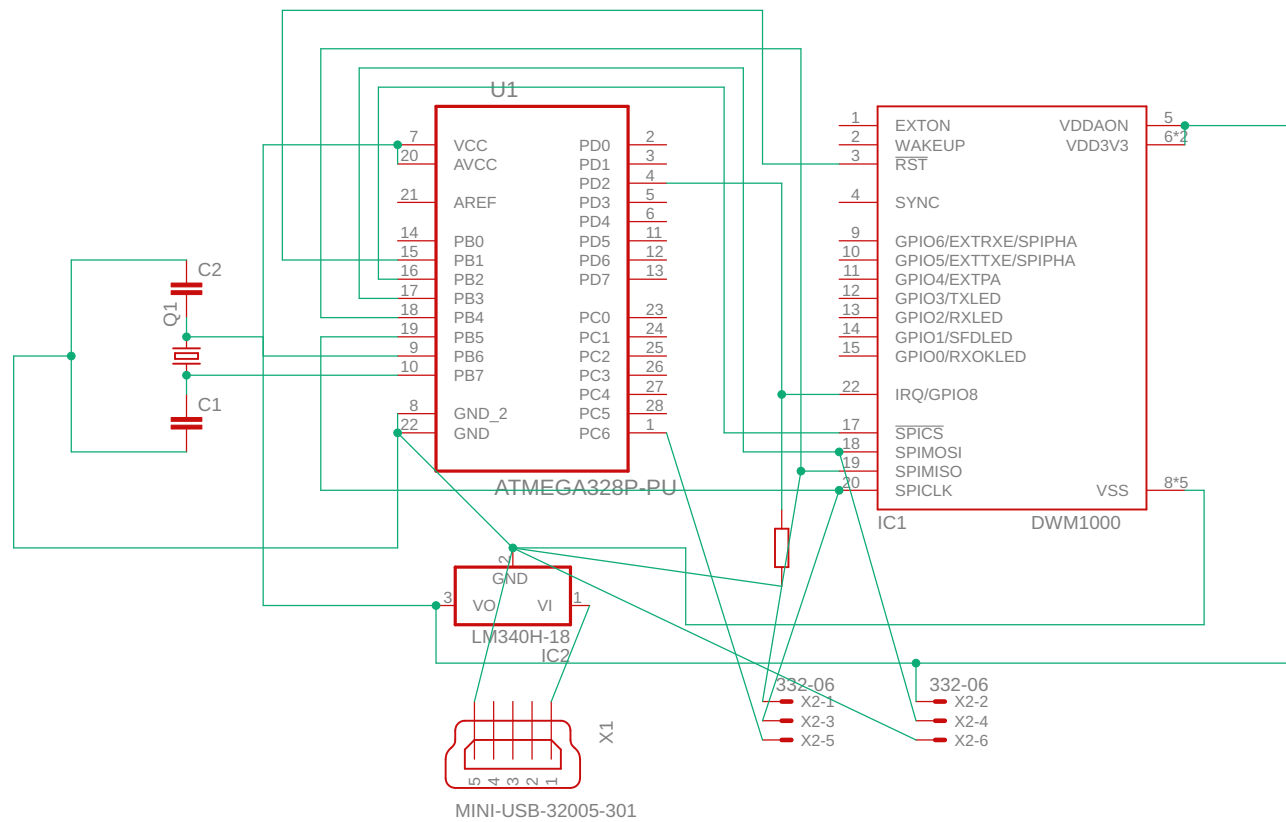 U1
7 VCC PD0 2
20 AVCC PD1 3
PD2 4
21 AREF PD3 5
PD4 6
14 PB0 PD5 11
15 PB1 PD6 12
16 PB2 PD7 13
17 PB3
18 PB4 PC0 23
19 PB5 PC1 24
9 PB6 PC2 25
10 PB7 PC3 26
PC4 27
8 GND_2 PC5 28
22 GND PC6 1
ATMEGA328P-PU
C2
Q1
C1
1 EXTON VDDAON 5
2 WAKEUP VDD3V3 6*2
3 RST
4 SYNC
9 GPIO6/EXTRXE/SPIPHA
10 GPIO5/EXTTXE/SPIPHA
11 GPIO4/EXTPA
12 GPIO3/TXLED
13 GPIO2/RXLED
14 GPIO1/SFDLED
15 GPIO0/RXOKLED
22 IRQ/GPIO8
17 SPICS
18 SPIMOSI
19 SPIMISO
20 SPICLK VSS 8*5
IC1 DWM1000
2
GND
3 VO VI 1
LM340H-18
IC2
332-06 332-06
X2-1 X2-2
X2-3 X2-4
X2-5 X2-6
X1
5 4 3 2 1
MINI-USB-32005-301